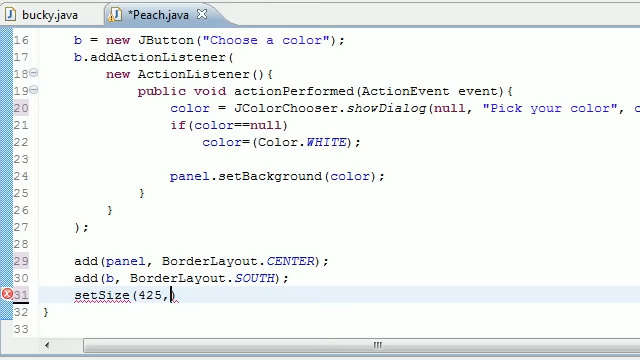 bucky.java *Peach.java
16 b = new JButton("Choose a color");
17 b.addActionListener(
18 new ActionListener(){
19 public void actionPerformed(ActionEvent event){
20 color = JColorChooser.showDialog(null, "Pick your color", c
21 if(color==null)
22 color=(Color.WHITE);
23
24 panel.setBackground(color);
25 }
26 }
27 );
28
29 add(panel, BorderLayout.CENTER);
30 add(b, BorderLayout.SOUTH);
31 setSize(425,)
32 }
33